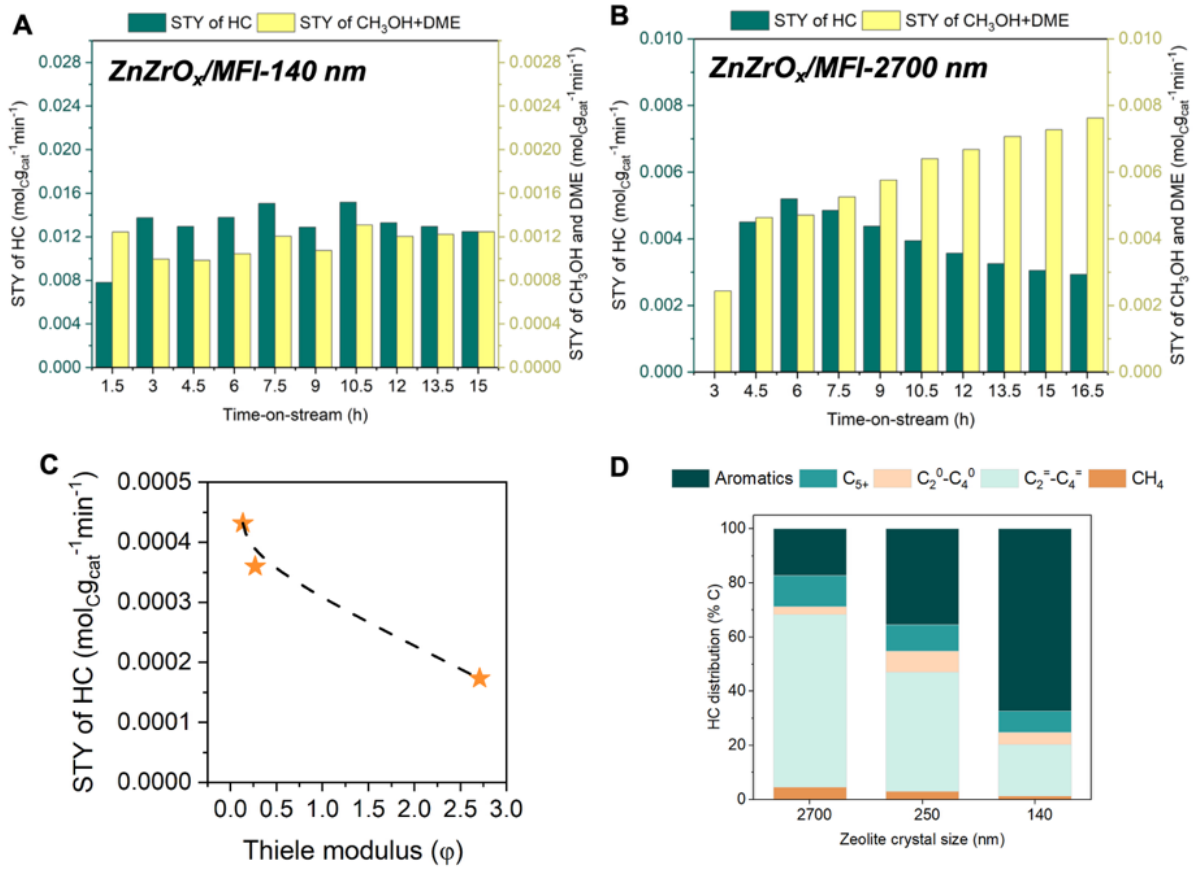 A
STY of HC STY of CH₃OH+DME
ZnZrOₓ/MFI-140 nm
STY of HC (mol_C g_cat⁻¹min⁻¹)
0.028
0.024
0.020
0.016
0.012
0.008
0.004
0.000
0.0028
0.0024
0.0020
0.0016
0.0012
0.0008
0.0004
0.0000
STY of CH₃OH and DME (mol_C g_cat⁻¹min⁻¹)
1.5 3 4.5 6 7.5 9 10.5 12 13.5 15
Time-on-stream (h)
B
STY of HC STY of CH₃OH+DME
ZnZrOₓ/MFI-2700 nm
STY of HC (mol_C g_cat⁻¹min⁻¹)
0.010
0.008
0.006
0.004
0.002
0.000
0.010
0.008
0.006
0.004
0.002
0.000
STY of CH₃OH and DME (mol_C g_cat⁻¹min⁻¹)
3 4.5 6 7.5 9 10.5 12 13.5 15 16.5
Time-on-stream (h)
C
STY of HC (mol_C g_cat⁻¹min⁻¹)
0.0005
0.0004
0.0003
0.0002
0.0001
0.0000
0.0 0.5 1.0 1.5 2.0 2.5 3.0
Thiele modulus (φ)
D
Aromatics C₅₊ C₂⁰-C₄⁰ C₂⁼-C₄⁼ CH₄
HC distribution (% C)
100
80
60
40
20
0
2700 250 140
Zeolite crystal size (nm)